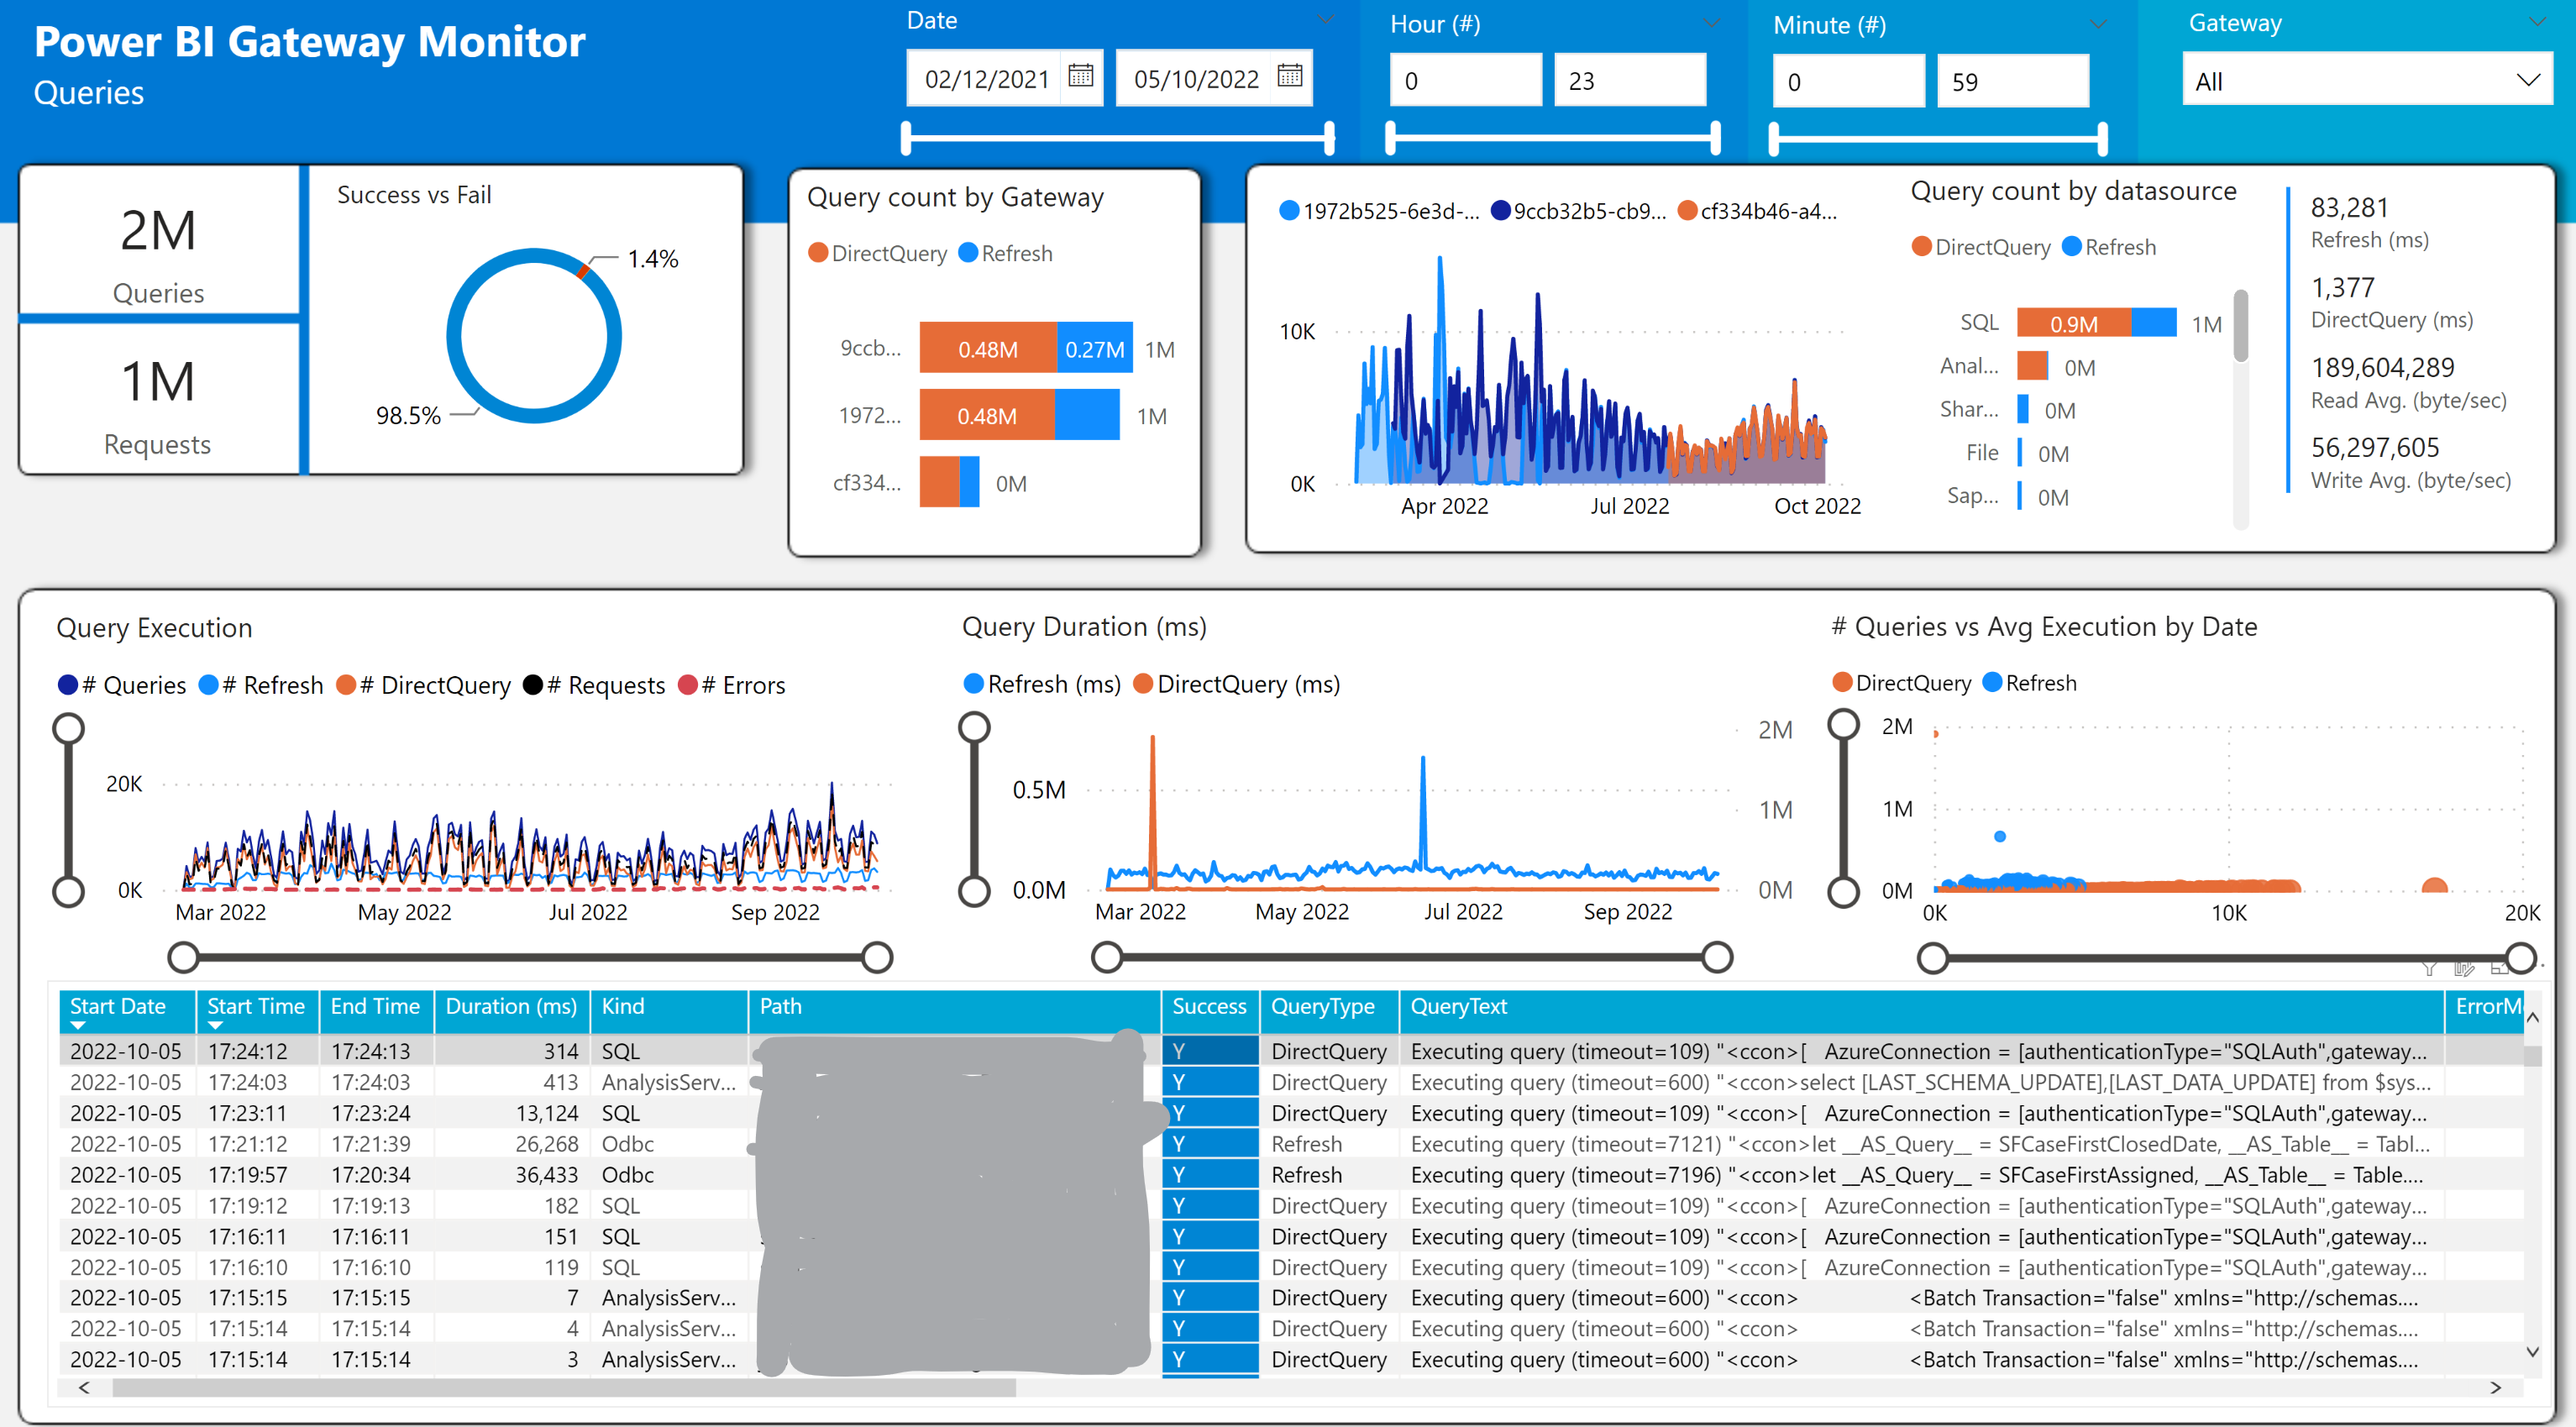 Power BI Gateway Monitor
Queries
Date
02/12/2021 05/10/2022
Hour (#)
0 23
Minute (#)
0 59
Gateway
All
2M
Queries
1M
Requests
Success vs Fail
1.4%
98.5%
Query count by Gateway
DirectQuery Refresh
9ccb... 0.48M 0.27M 1M
1972... 0.48M 1M
cf334... 0M
1972b525-6e3d-... 9ccb32b5-cb9... cf334b46-a4...
10K
0K
Apr 2022 Jul 2022 Oct 2022
Query count by datasource
DirectQuery Refresh
SQL 0.9M 1M
Anal... 0M
Shar... 0M
File 0M
Sap... 0M
83,281
Refresh (ms)
1,377
DirectQuery (ms)
189,604,289
Read Avg. (byte/sec)
56,297,605
Write Avg. (byte/sec)
Query Execution
# Queries # Refresh # DirectQuery # Requests # Errors
20K
0K
Mar 2022 May 2022 Jul 2022 Sep 2022
Query Duration (ms)
Refresh (ms) DirectQuery (ms)
2M
0.5M
1M
0.0M 0M
Mar 2022 May 2022 Jul 2022 Sep 2022
# Queries vs Avg Execution by Date
DirectQuery Refresh
2M
1M
0M
0K 10K 20K
Start Date Start Time End Time Duration (ms) Kind Path Success QueryType QueryText ErrorM
2022-10-05 17:24:12 17:24:13 314 SQL Y DirectQuery Executing query (timeout=109) "<ccon>[ AzureConnection = [authenticationType="SQLAuth",gateway...
2022-10-05 17:24:03 17:24:03 413 AnalysisServ... Y DirectQuery Executing query (timeout=600) "<ccon>select [LAST_SCHEMA_UPDATE],[LAST_DATA_UPDATE] from $sys...
2022-10-05 17:23:11 17:23:24 13,124 SQL Y DirectQuery Executing query (timeout=109) "<ccon>[ AzureConnection = [authenticationType="SQLAuth",gateway...
2022-10-05 17:21:12 17:21:39 26,268 Odbc Y Refresh Executing query (timeout=7121) "<ccon>let __AS_Query__ = SFCaseFirstClosedDate, __AS_Table__ = Tabl...
2022-10-05 17:19:57 17:20:34 36,433 Odbc Y Refresh Executing query (timeout=7196) "<ccon>let __AS_Query__ = SFCaseFirstAssigned, __AS_Table__ = Table....
2022-10-05 17:19:12 17:19:13 182 SQL Y DirectQuery Executing query (timeout=109) "<ccon>[ AzureConnection = [authenticationType="SQLAuth",gateway...
2022-10-05 17:16:11 17:16:11 151 SQL Y DirectQuery Executing query (timeout=109) "<ccon>[ AzureConnection = [authenticationType="SQLAuth",gateway...
2022-10-05 17:16:10 17:16:10 119 SQL Y DirectQuery Executing query (timeout=109) "<ccon>[ AzureConnection = [authenticationType="SQLAuth",gateway...
2022-10-05 17:15:15 17:15:15 7 AnalysisServ... Y DirectQuery Executing query (timeout=600) "<ccon> <Batch Transaction="false" xmlns="http://schemas....
2022-10-05 17:15:14 17:15:14 4 AnalysisServ... Y DirectQuery Executing query (timeout=600) "<ccon> <Batch Transaction="false" xmlns="http://schemas....
2022-10-05 17:15:14 17:15:14 3 AnalysisServ... Y DirectQuery Executing query (timeout=600) "<ccon> <Batch Transaction="false" xmlns="http://schemas....